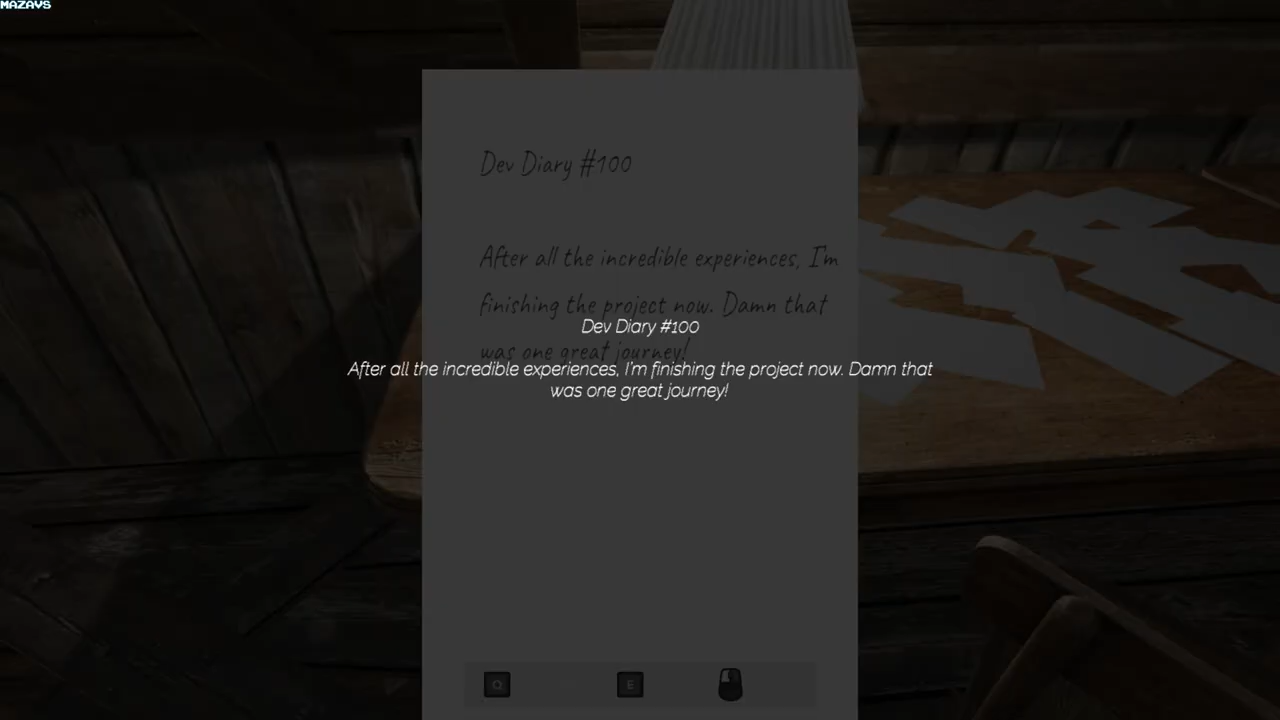 MAZAVS
Dev Diary #100
After all the incredible experiences, I'm
finishing the project now. Damn that
was one great journey!
Dev Diary #100
After all the incredible experiences, I'm finishing the project now. Damn that
was one great journey!
Q
E